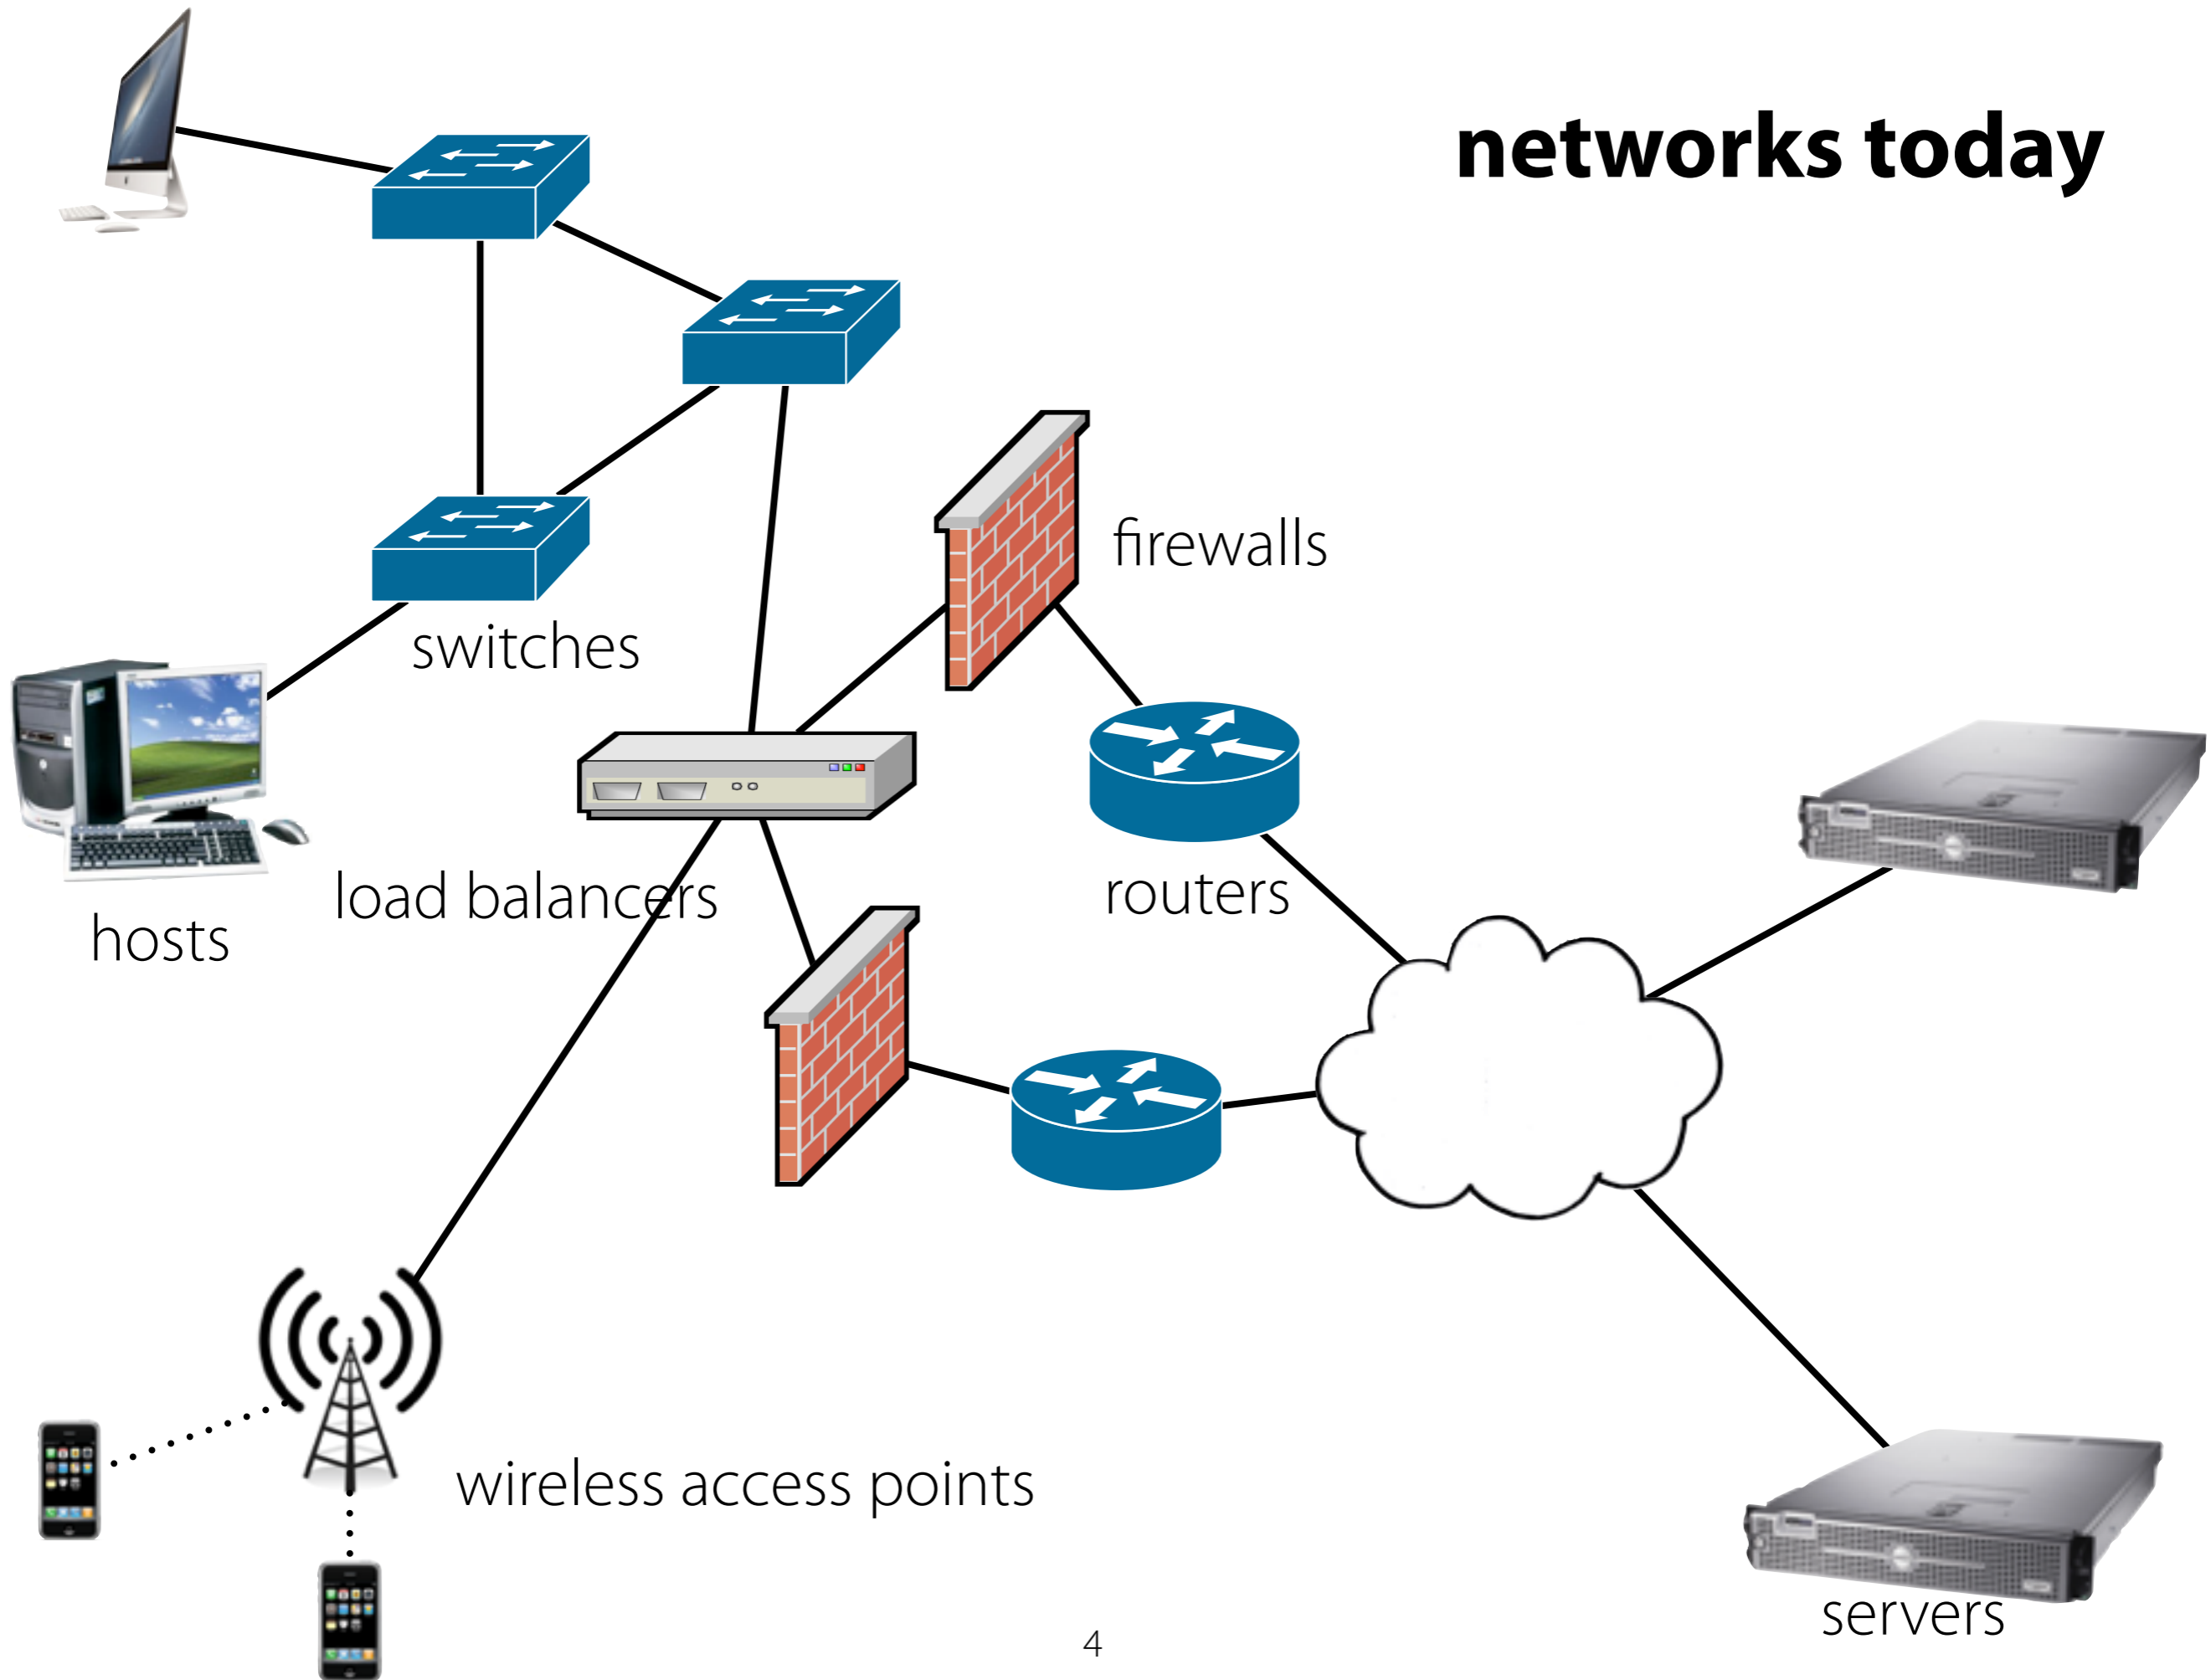 networks today
firewalls
switches
load balancers
routers
hosts
wireless access points
servers
4